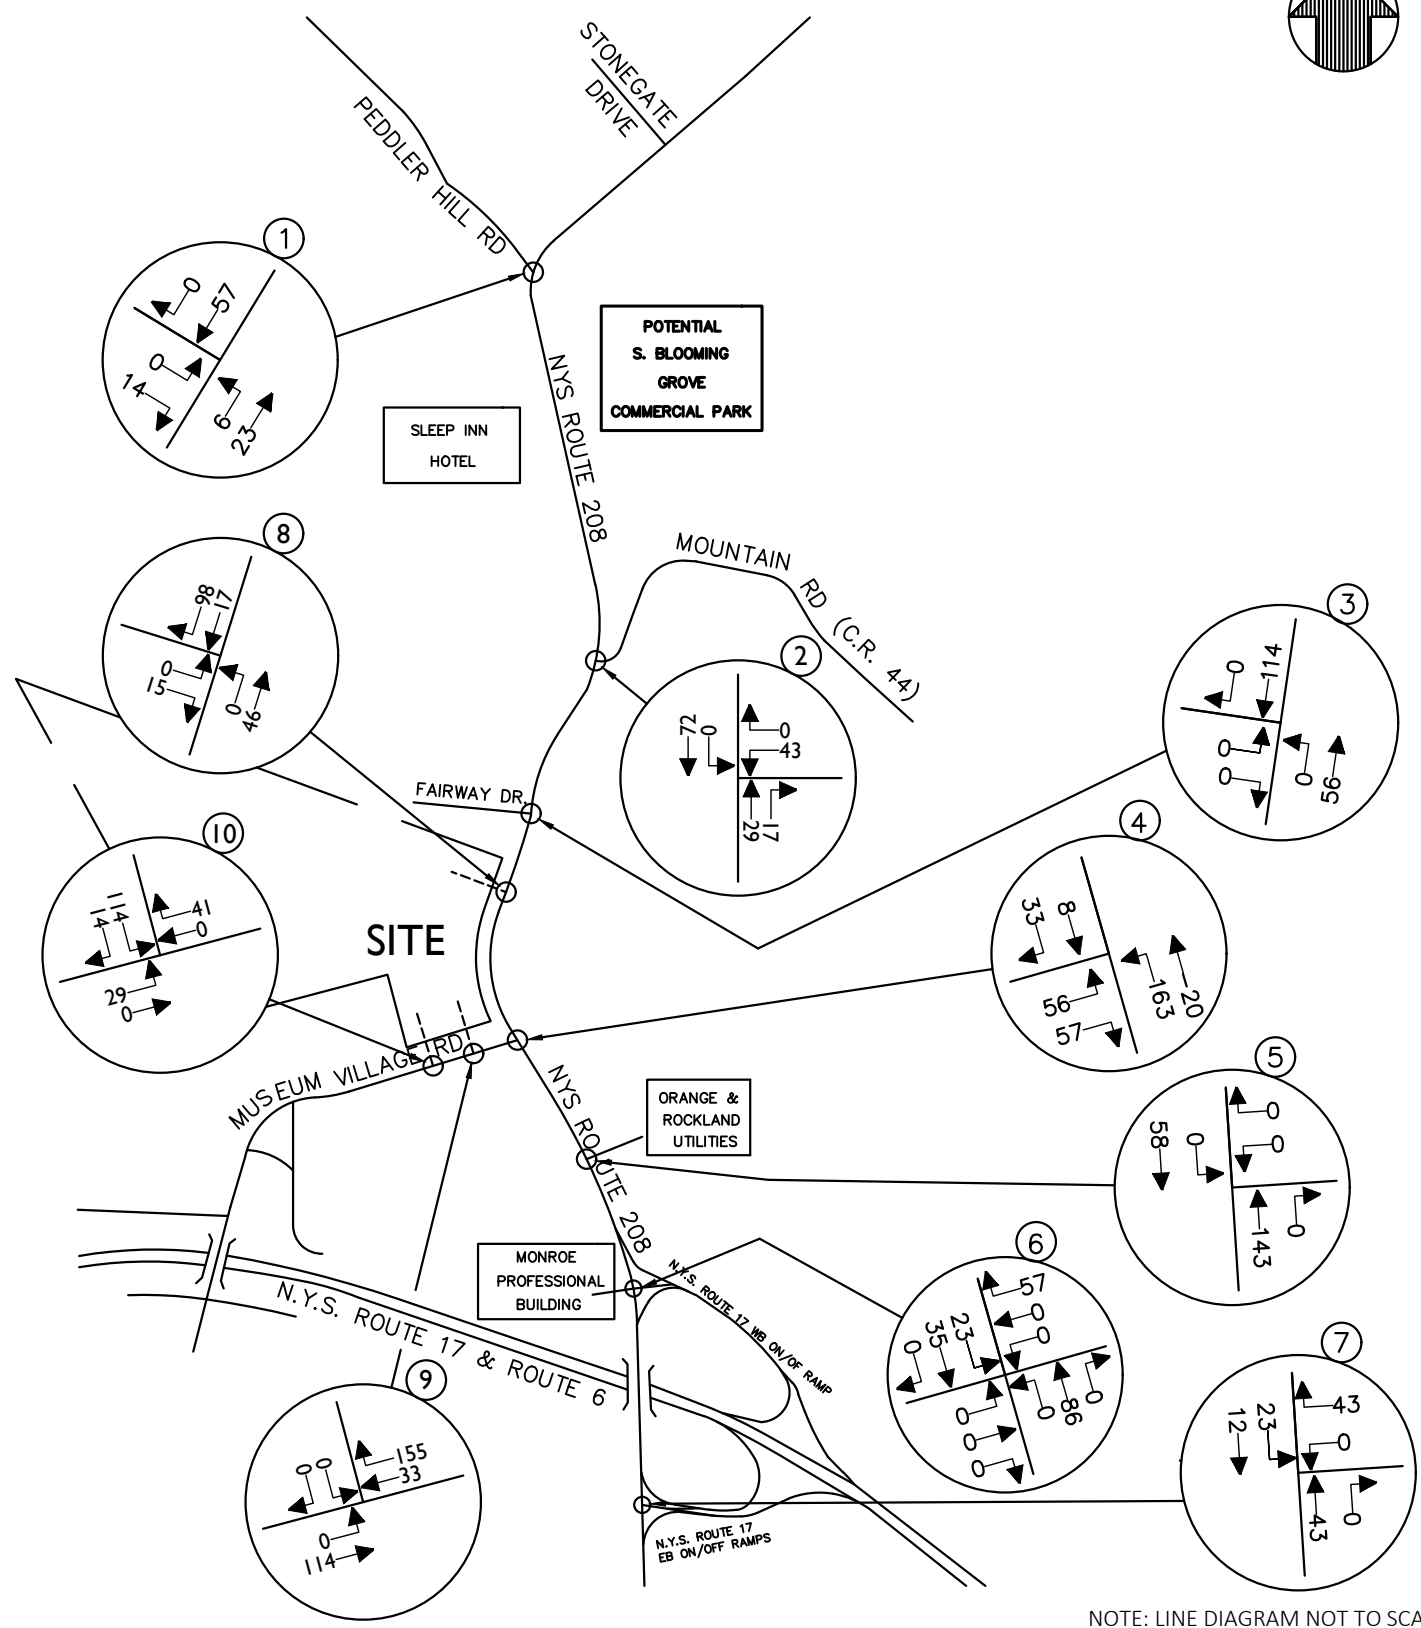 STONEGATE
DRIVE
PEDDLER HILL RD
1
0
57
0
14
6
23
POTENTIAL
S. BLOOMING
GROVE
COMMERCIAL PARK
NYS ROUTE 208
SLEEP INN
HOTEL
8
98
17
0
15
0
46
MOUNTAIN
RD (C.R. 44)
2
72
0
0
43
29
17
3
0
114
0
0
0
56
FAIRWAY DR.
10
14
114
41
0
29
0
SITE
4
33
8
56
57
163
20
MUSEUM VILLAGE RD
NYS ROUTE 208
ORANGE &
ROCKLAND
UTILITIES
5
58
0
0
0
143
0
6
0
35
23
57
0
0
0
0
0
0
86
0
MONROE
PROFESSIONAL
BUILDING
N.Y.S. ROUTE 17 WB ON/OF RAMP
N.Y.S. ROUTE 17 & ROUTE 6
7
12
23
43
0
43
0
9
0
0
155
33
0
114
N.Y.S. ROUTE 17
EB ON/OFF RAMPS
NOTE: LINE DIAGRAM NOT TO SCA